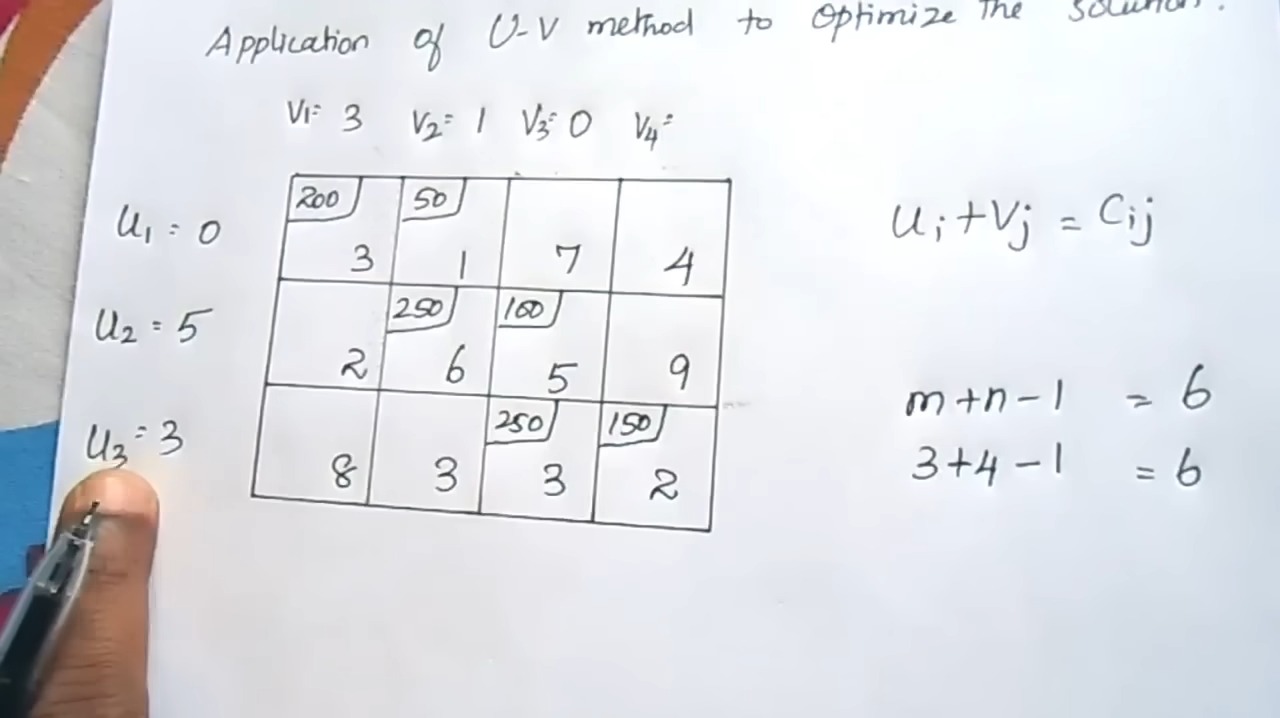 Application of U-V method to Optimize the solution.
V1= 3 V2= 1 V3= 0 V4=
U1 = 0 200 3 50 1 7 4
U2 = 5 2 250 6 100 5 9
U3 = 3 8 3 250 3 150 2
Ui + Vj = Cij
m+n-1 = 6
3+4-1 = 6